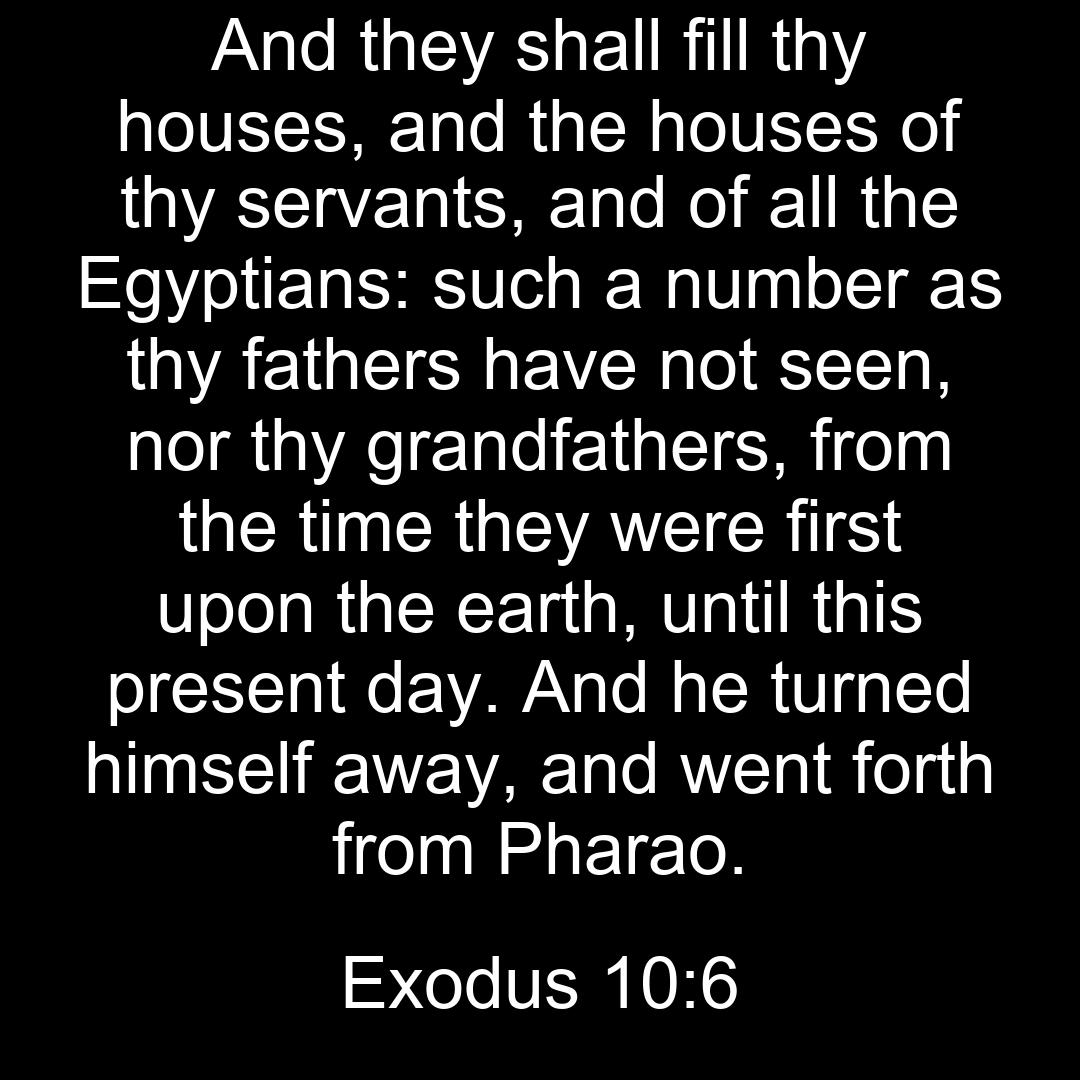 And they shall fill thy
houses, and the houses of
thy servants, and of all the
Egyptians: such a number as
thy fathers have not seen,
nor thy grandfathers, from
the time they were first
upon the earth, until this
present day. And he turned
himself away, and went forth
from Pharao.
Exodus 10:6